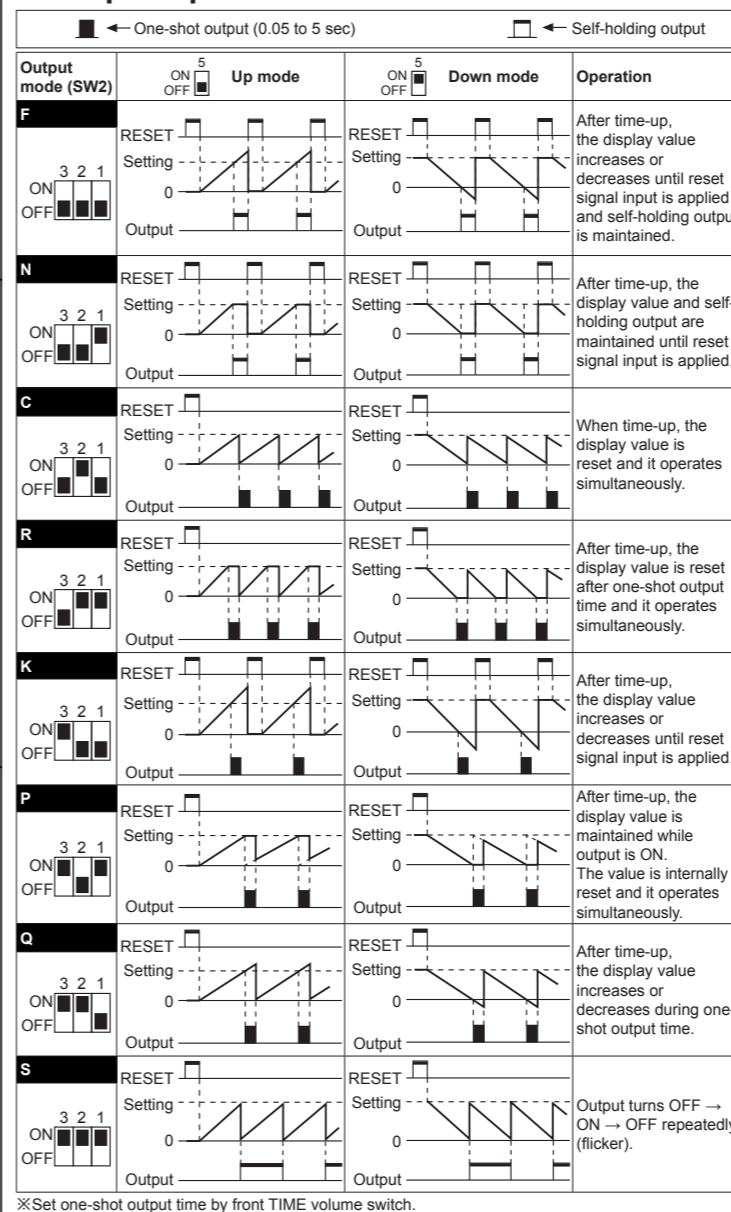 ← One-shot output (0.05 to 5 sec)
← Self-holding output
Output mode (SW2)
5
ON
OFF
Up mode
5
ON
OFF
Down mode
Operation
F
3 2 1
ON
OFF
RESET
Setting
0
Output
RESET
Setting
0
Output
After time-up,
the display value
increases or
decreases until reset
signal input is applied
and self-holding
is maintained.
N
3 2 1
ON
OFF
RESET
Setting
0
Output
RESET
Setting
0
Output
After time-up, the
display value and self-
holding output are
maintained until reset
signal input is applied.
C
3 2 1
ON
OFF
RESET
Setting
0
Output
RESET
Setting
0
Output
When time-up, the
display value is
reset and it operates
simultaneously.
R
3 2 1
ON
OFF
RESET
Setting
0
Output
RESET
Setting
0
Output
After time-up, the
display value is reset
after one-shot output
time and it operates
simultaneously.
K
3 2 1
ON
OFF
RESET
Setting
0
Output
RESET
Setting
0
Output
After time-up,
the display value
increases or
decreases until reset
signal input is applied.
P
3 2 1
ON
OFF
RESET
Setting
0
Output
RESET
Setting
0
Output
After time-up, the
display value is
maintained while
output is ON.
The value is internally
reset and it operates
simultaneously.
Q
3 2 1
ON
OFF
RESET
Setting
0
Output
RESET
Setting
0
Output
After time-up,
the display value
increases or
decreases during one-
shot output time.
S
3 2 1
ON
OFF
RESET
Setting
0
Output
RESET
Setting
0
Output
Output turns OFF →
ON → OFF repeatedly
(flicker).
※Set one-shot output time by front TIME volume switch.